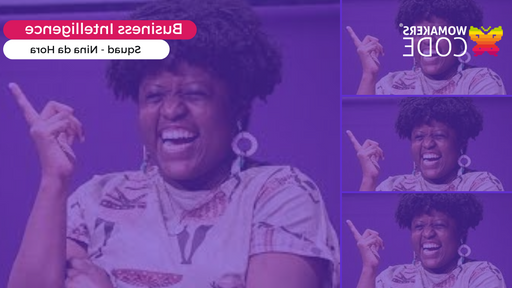 Business Intelligence
Squad - Nina da Hora
WOMAKERS®
CODE